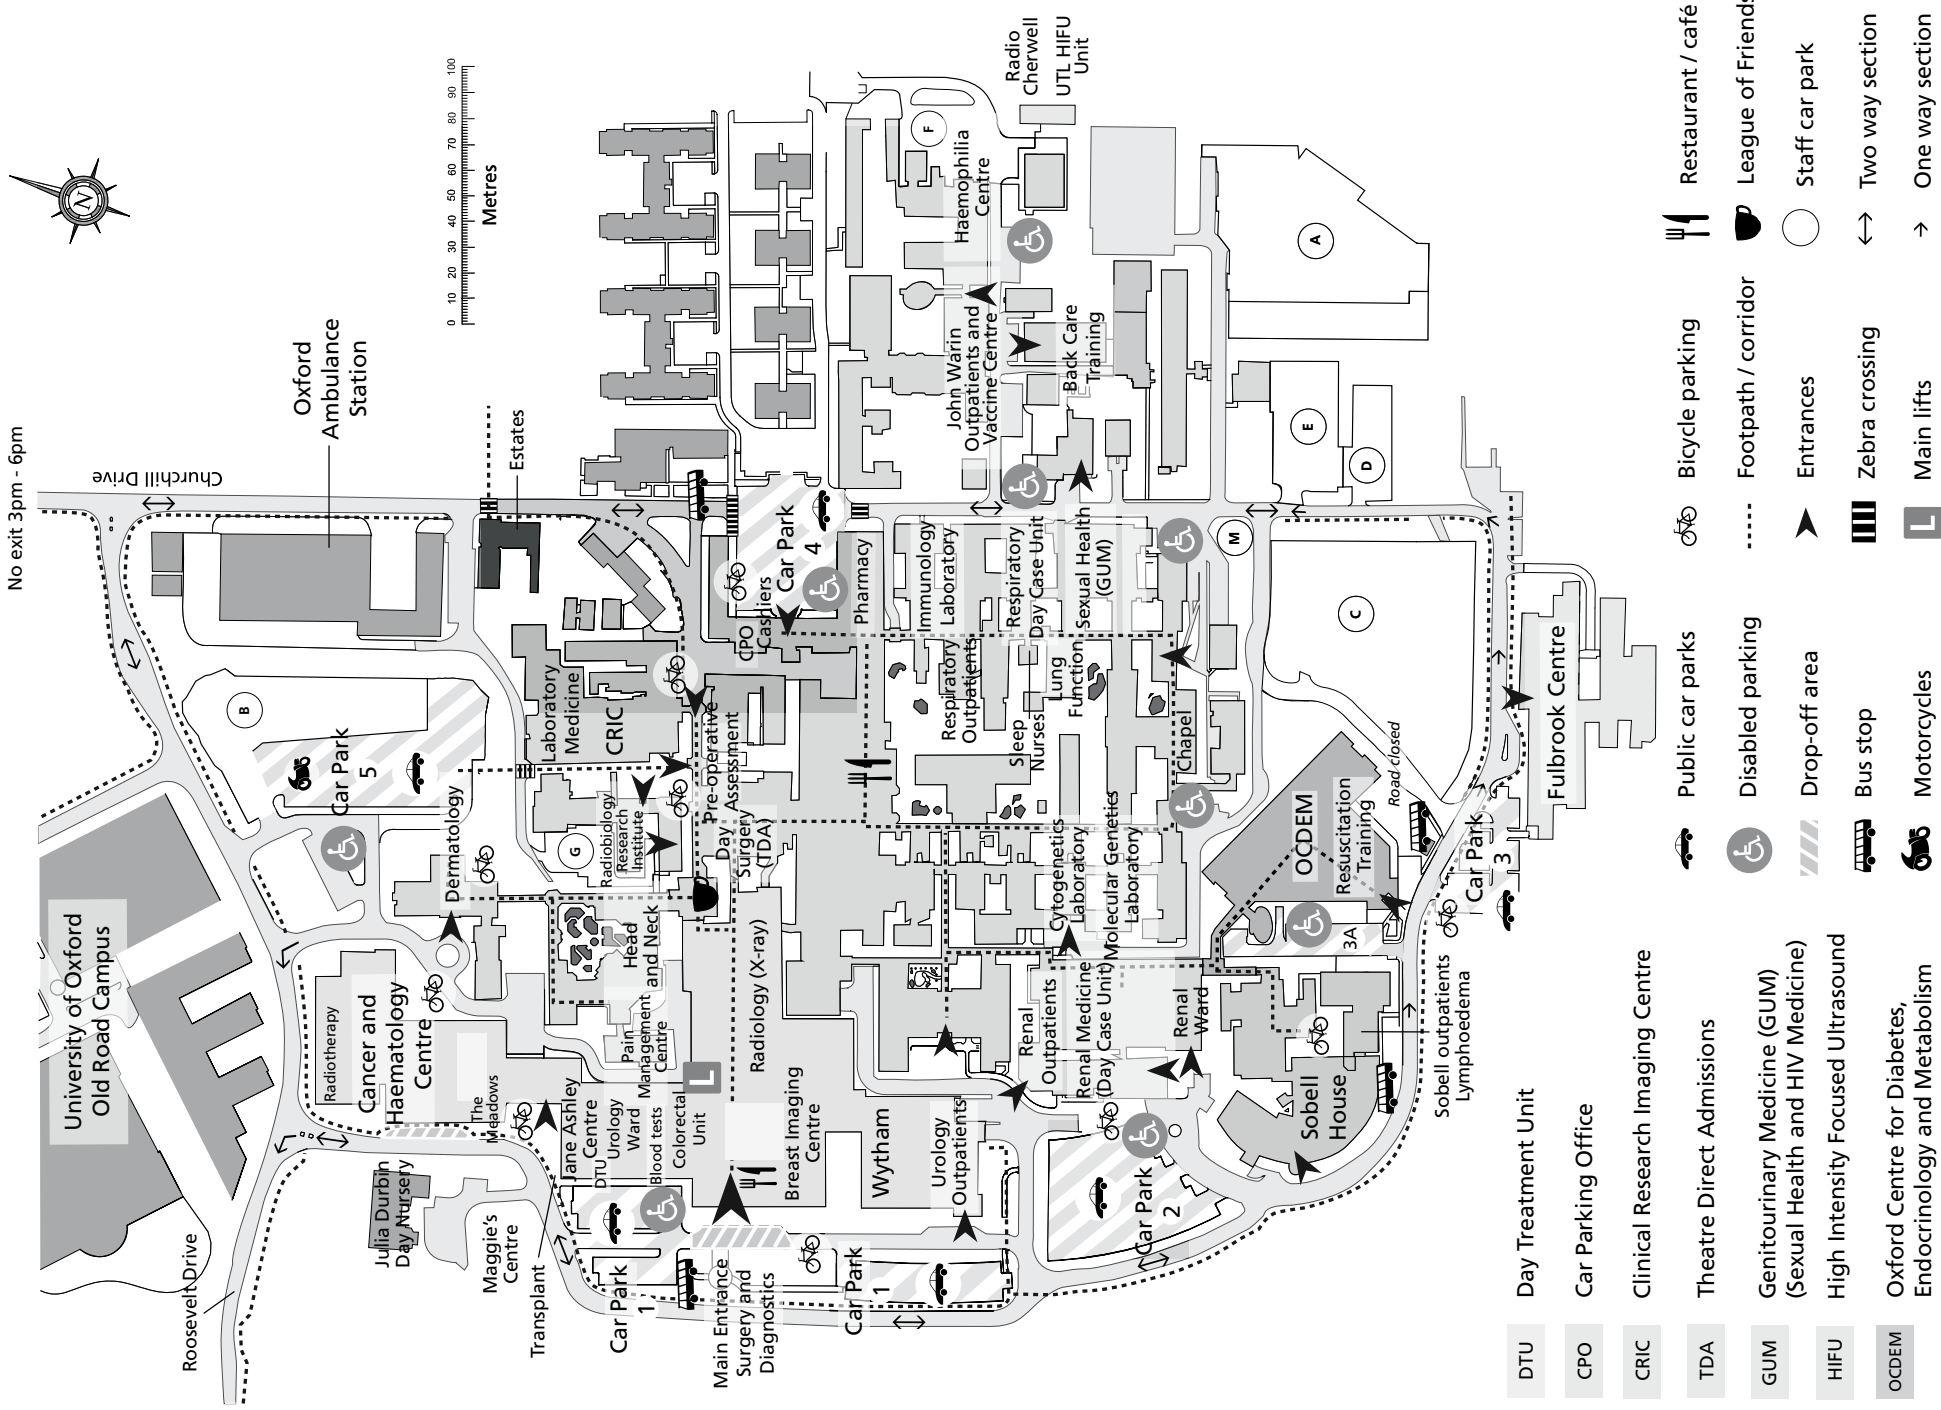 No exit 3pm - 6pm
Churchill Drive
N
0 10 20 30 40 50 60 70 80 90 100
Metres
Oxford
Ambulance
Station
Estates
University of Oxford
Old Road Campus
Roosevelt Drive
Julia Durbin
Day Nursery
Maggie's
Centre
Transplant
Radiotherapy
Cancer and
Haematology
Centre
The
Meadows
Dermatology
Car Park
5
B
Laboratory
Medicine
CRIC
G
Radiobiology
Research
Institute
Head
and Neck
Pain
Management
Centre
Jane Ashley
Centre
DTU
Urology
Ward
Blood tests
Colorectal
Unit
L
Car Park
1
Main Entrance
Surgery and
Diagnostics
Car Park
1
Radiology (X-ray)
Breast Imaging
Centre
Wytham
Urology
Outpatients
Pre-operative
Assessment
Day
Surgery
(TDA)
CPO
Cashiers
Car Park
4
Pharmacy
Immunology
Laboratory
Respiratory
Day Case Unit
Sexual Health
(GUM)
Respiratory
Outpatients
Sleep
Nurses
Lung
Function
Chapel
Cytogenetics
Laboratory
Molecular Genetics
Laboratory
Renal
Outpatients
Renal Medicine
(Day Case Unit)
Renal
Ward
Car Park
2
Sobell
House
Sobell outpatients
Lymphoedema
OCDEM
Resuscitation
Training
3A
Road closed
Car Park
3
Fulbrook Centre
John Warin
Outpatients and
Vaccine Centre
Back Care
Training
Haemophilia
Centre
Radio
Cherwell
UTL HIFU
Unit
F
A
E
D
M
C
DTU
Day Treatment Unit
CPO
Car Parking Office
CRIC
Clinical Research Imaging Centre
TDA
Theatre Direct Admissions
GUM
Genitourinary Medicine (GUM)
(Sexual Health and HIV Medicine)
HIFU
High Intensity Focused Ultrasound
OCDEM
Oxford Centre for Diabetes,
Endocrinology and Metabolism
Public car parks
Disabled parking
Drop-off area
Bus stop
Motorcycles
Bicycle parking
Footpath / corridor
Entrances
Zebra crossing
L
Main lifts
Restaurant / café
League of Friends
Staff car park
Two way section
One way section